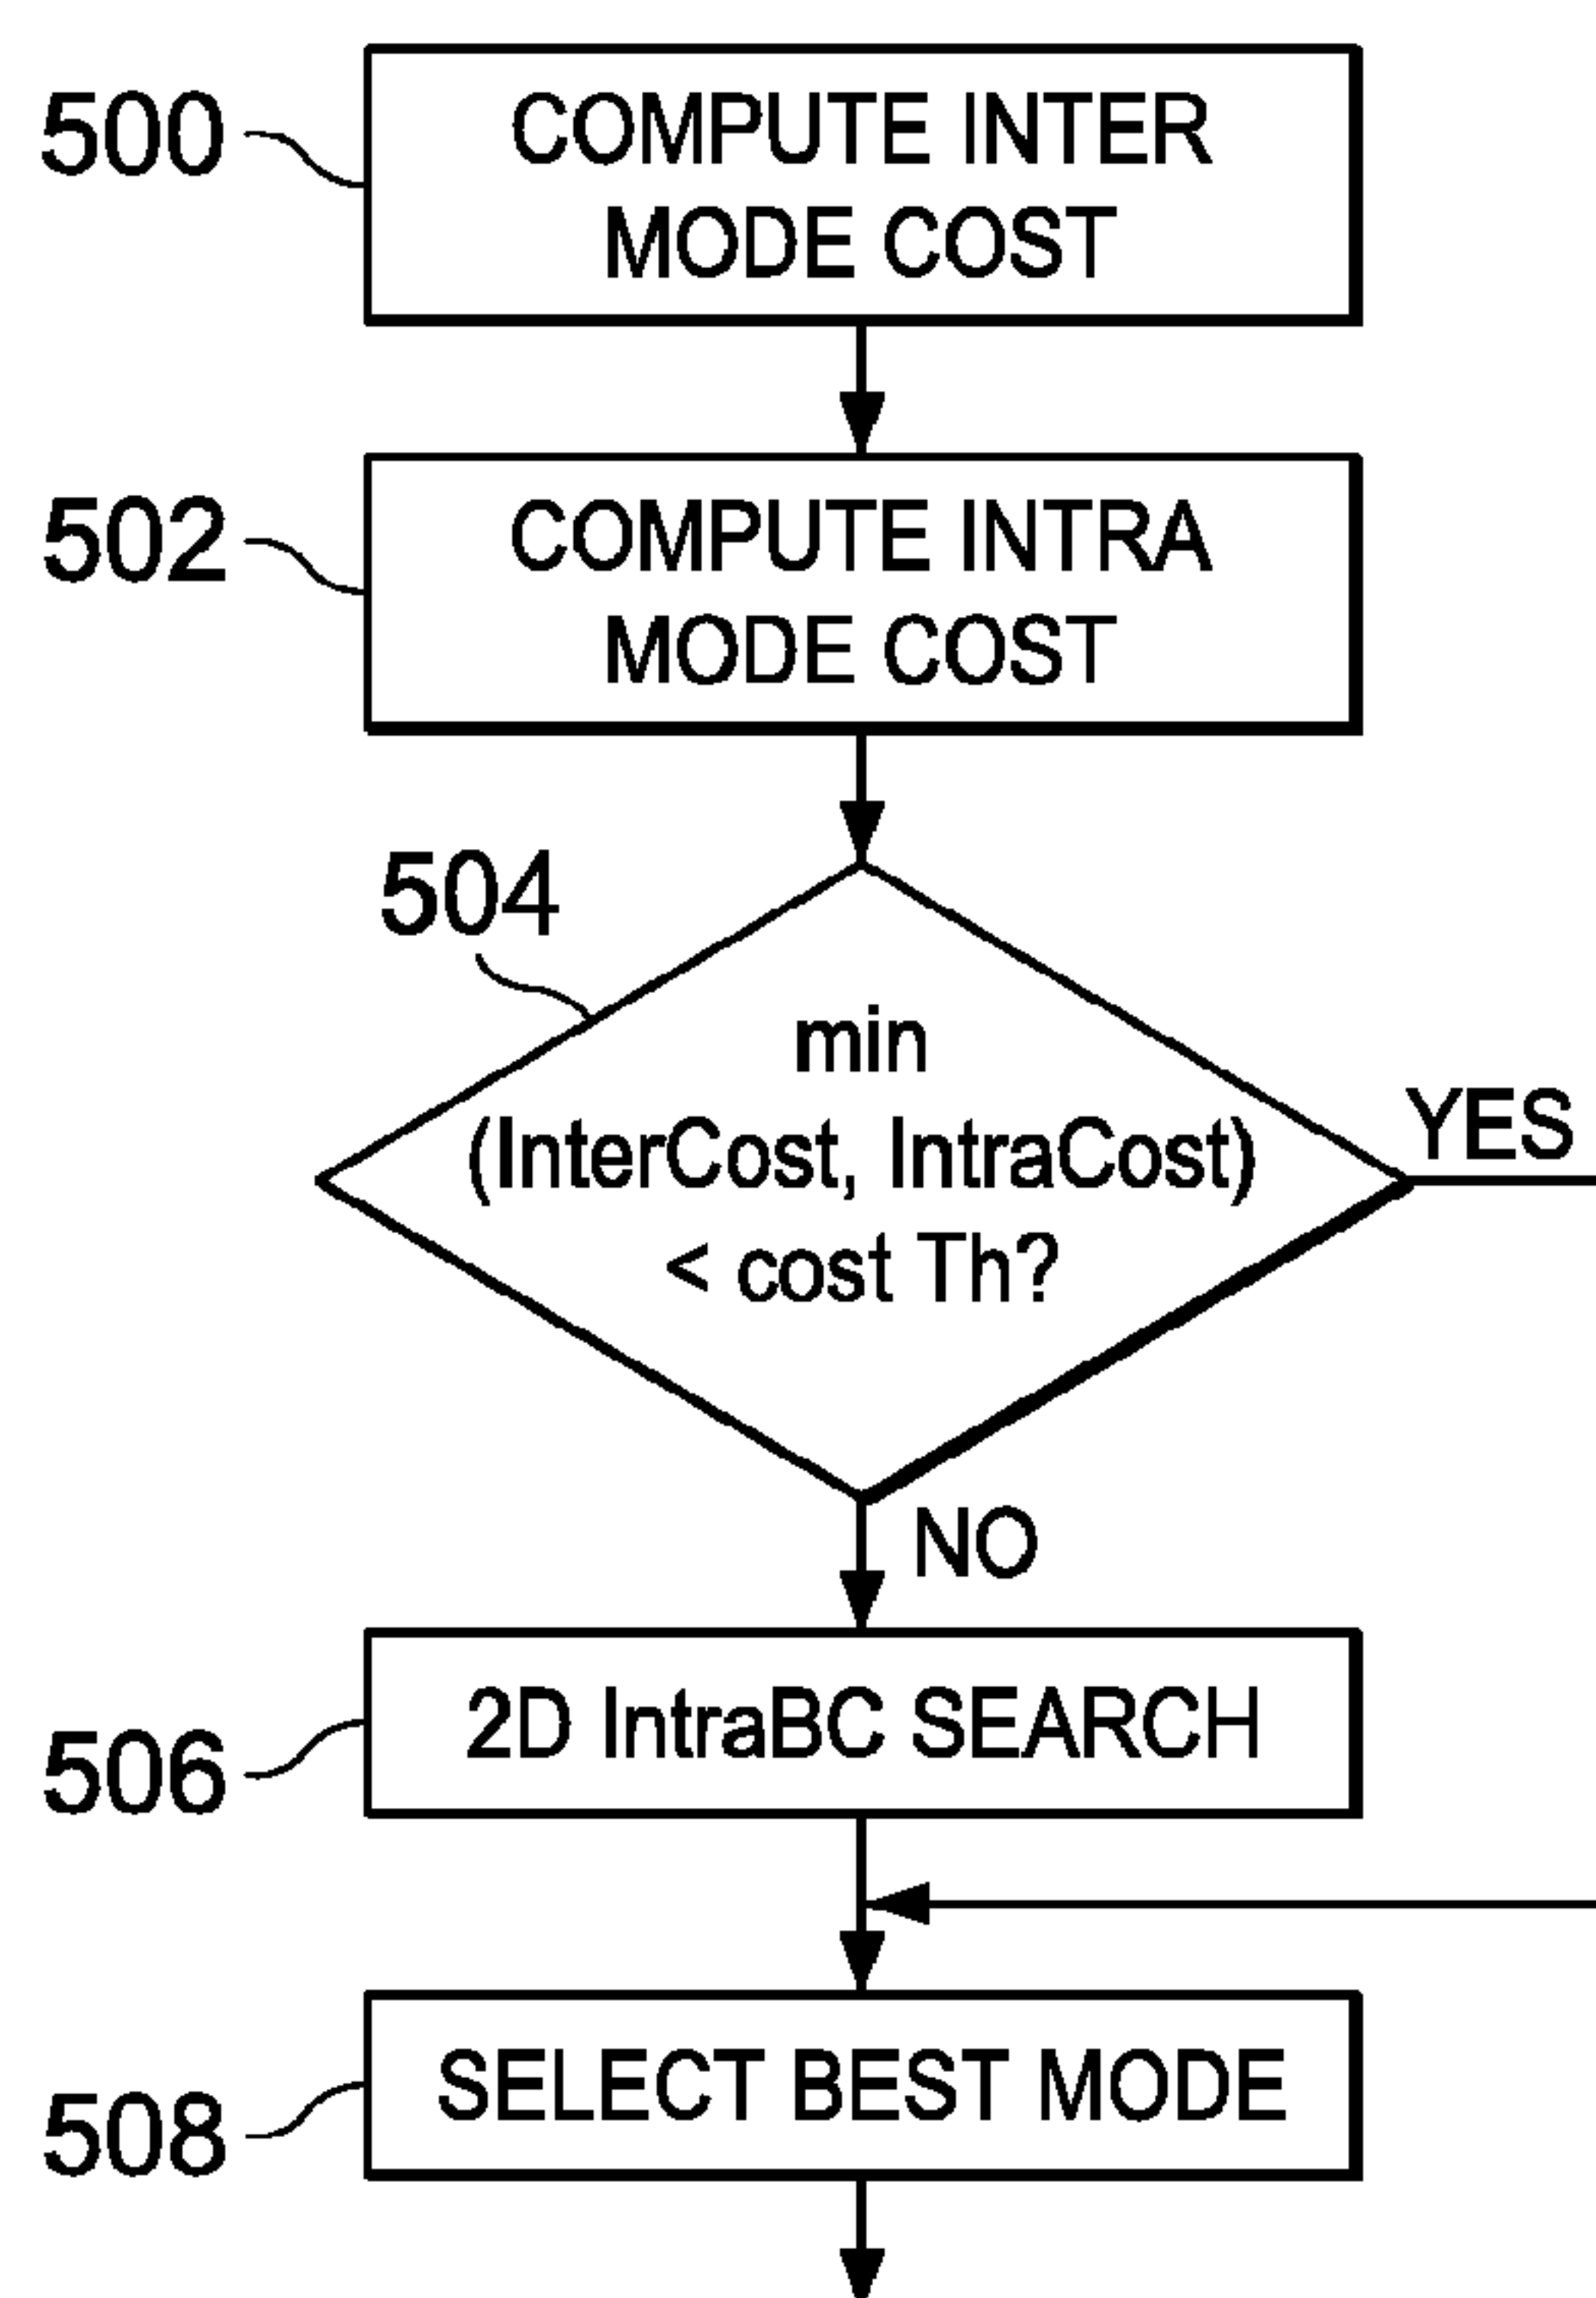 500
COMPUTE INTER
MODE COST
502
COMPUTE INTRA
MODE COST
504
min
(InterCost, IntraCost)
< cost Th?
YES
NO
506
2D IntraBC SEARCH
508
SELECT BEST MODE